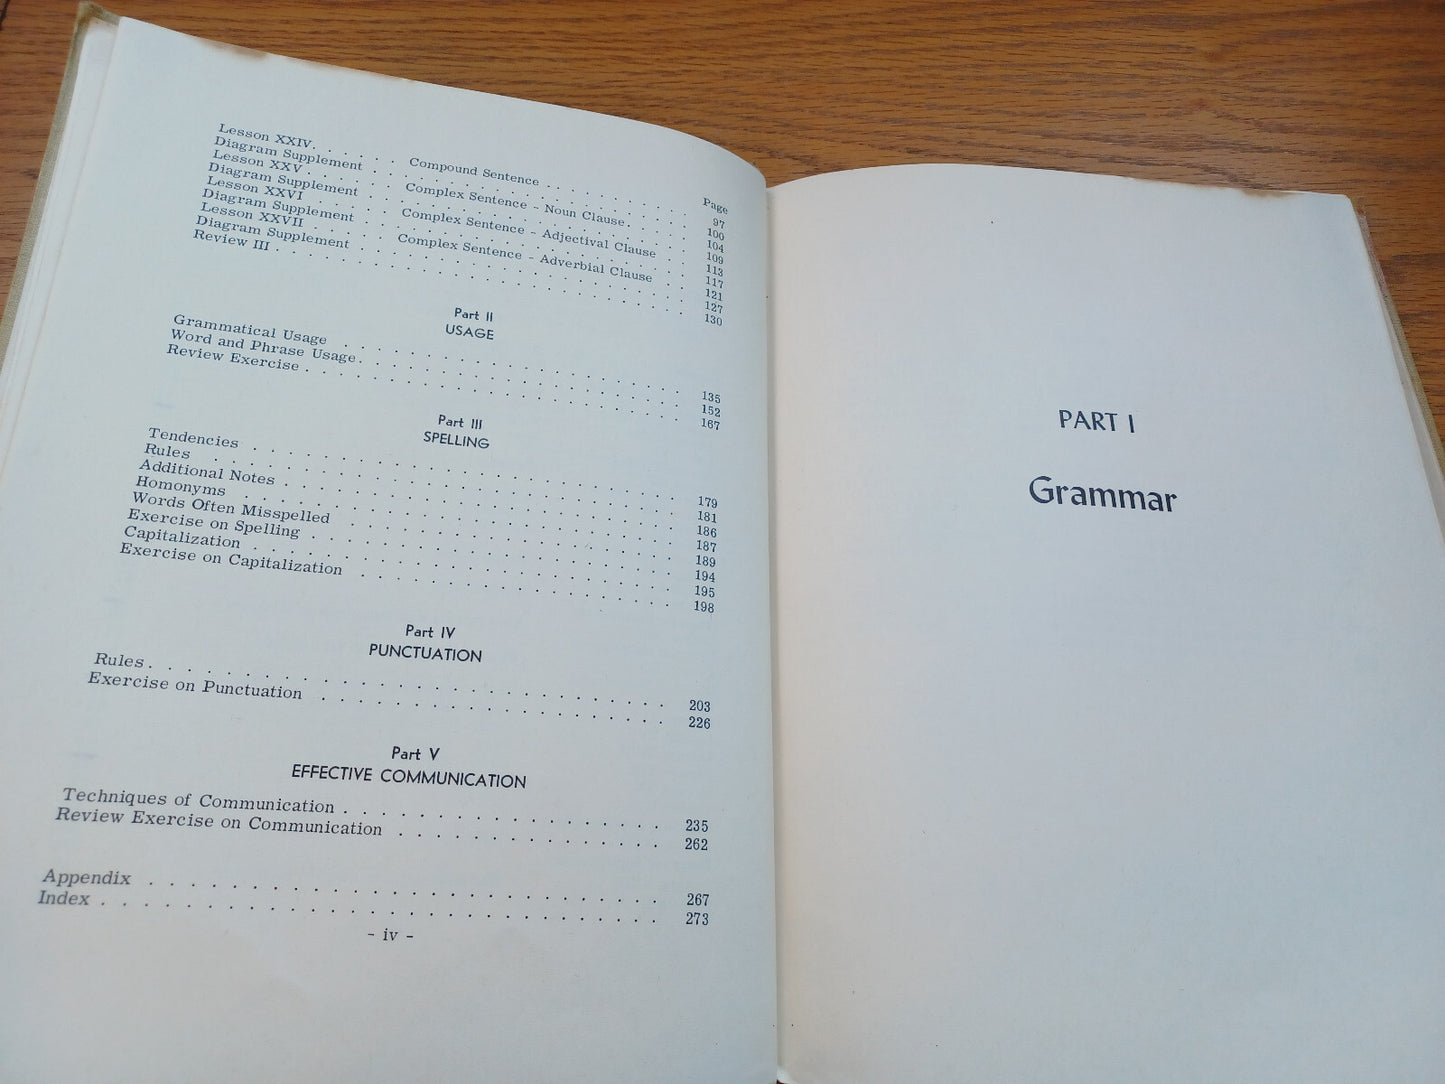 Page
Lesson XXIV . . . . . . Compound Sentence . . . . . . . . . 97
Diagram Supplement . . . . . . . . . . . . . . . . . 100
Lesson XXV . . . . . . Complex Sentence - Noun Clause . . . . 104
Diagram Supplement . . . . . . . . . . . . . . . . . 109
Lesson XXVI . . . . . Complex Sentence - Adjectival Clause . . 113
Diagram Supplement . . . . . . . . . . . . . . . . . 117
Lesson XXVII . . . . . Complex Sentence - Adverbial Clause . . 121
Diagram Supplement . . . . . . . . . . . . . . . . . 127
Review III . . . . . . . . . . . . . . . . . . . . . 130
Part II
USAGE
Grammatical Usage . . . . . . . . . . . . . . . . . . 135
Word and Phrase Usage . . . . . . . . . . . . . . . . 152
Review Exercise . . . . . . . . . . . . . . . . . . . 167
Part III
SPELLING
Tendencies . . . . . . . . . . . . . . . . . . . . . 179
Rules . . . . . . . . . . . . . . . . . . . . . . . 181
Additional Notes . . . . . . . . . . . . . . . . . . 186
Homonyms . . . . . . . . . . . . . . . . . . . . . 187
Words Often Misspelled . . . . . . . . . . . . . . . 189
Exercise on Spelling . . . . . . . . . . . . . . . . 194
Capitalization . . . . . . . . . . . . . . . . . . . 195
Exercise on Capitalization . . . . . . . . . . . . . 198
Part IV
PUNCTUATION
Rules . . . . . . . . . . . . . . . . . . . . . . . 203
Exercise on Punctuation . . . . . . . . . . . . . . . 226
Part V
EFFECTIVE COMMUNICATION
Techniques of Communication . . . . . . . . . . . . . 235
Review Exercise on Communication . . . . . . . . . . 262
Appendix . . . . . . . . . . . . . . . . . . . . . . 267
Index . . . . . . . . . . . . . . . . . . . . . . . 273
- iv -
PART I
Grammar